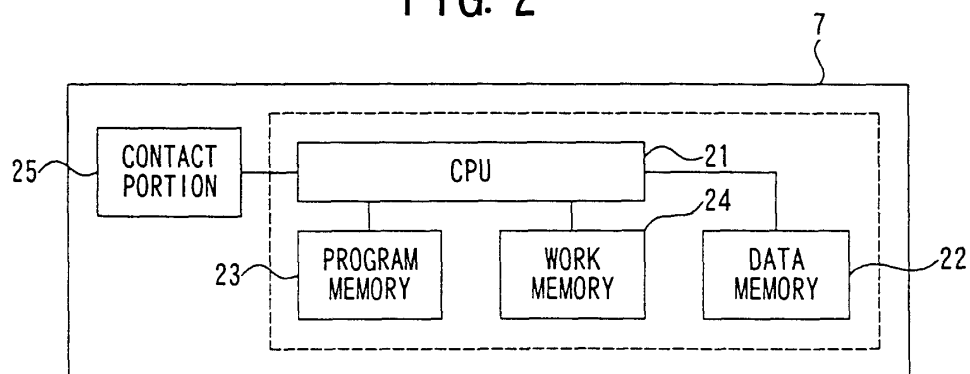 FIG. 2
7
25
CONTACT
PORTION
CPU
21
24
23
PROGRAM
MEMORY
WORK
MEMORY
DATA
MEMORY
22